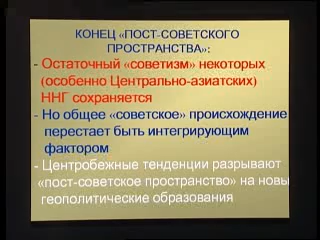 КОНЕЦ «ПОСТ-СОВЕТСКОГО
ПРОСТРАНСТВА»:
- Остаточный «советизм» некоторых
(особенно Центрально-азиатских)
ННГ сохраняется
- Но общее «советское» происхождение
перестает быть интегрирующим
фактором
- Центробежные тенденции разрывают
«пост-советское пространство» на новы
геополитические образования